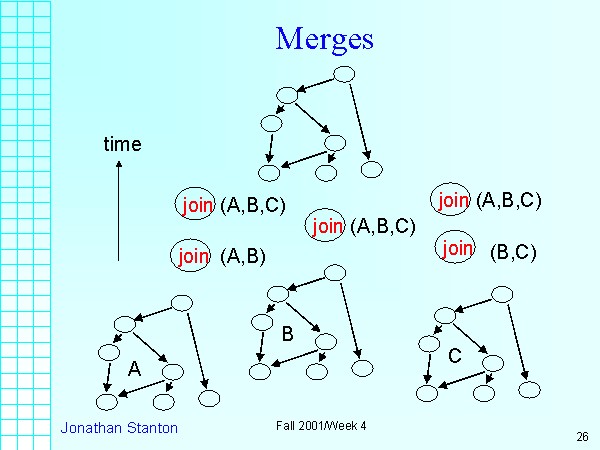 Merges
time
join (A,B,C)
join (A,B,C)
join (A,B,C)
join (A,B)
join (B,C)
A
B
C
Jonathan Stanton
Fall 2001/Week 4
26